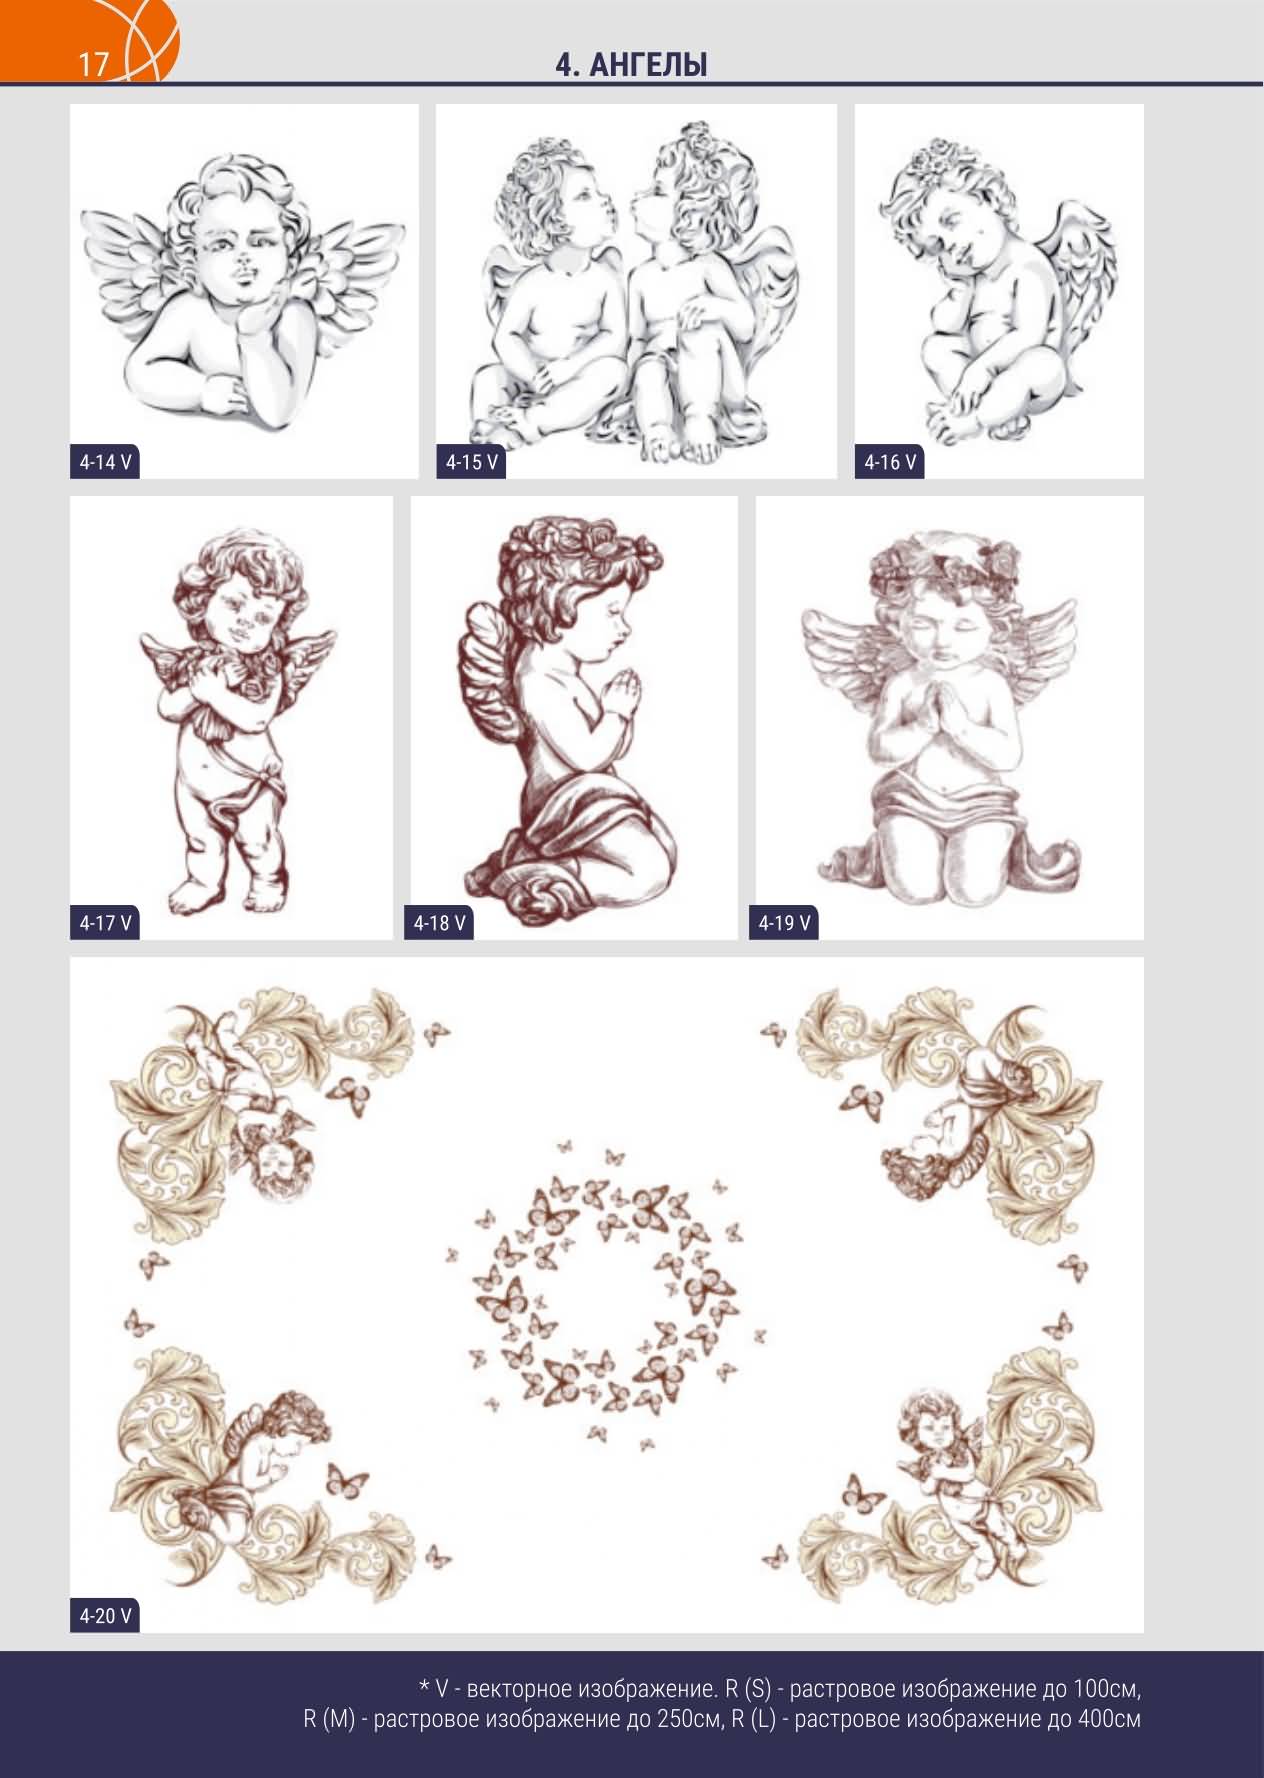 17
4. АНГЕЛЫ
4-14 V
4-15 V
4-16 V
4-17 V
4-18 V
4-19 V
4-20 V
* V - векторное изображение. R (S) - растровое изображение до 100см,
R (M) - растровое изображение до 250см, R (L) - растровое изображение до 400см